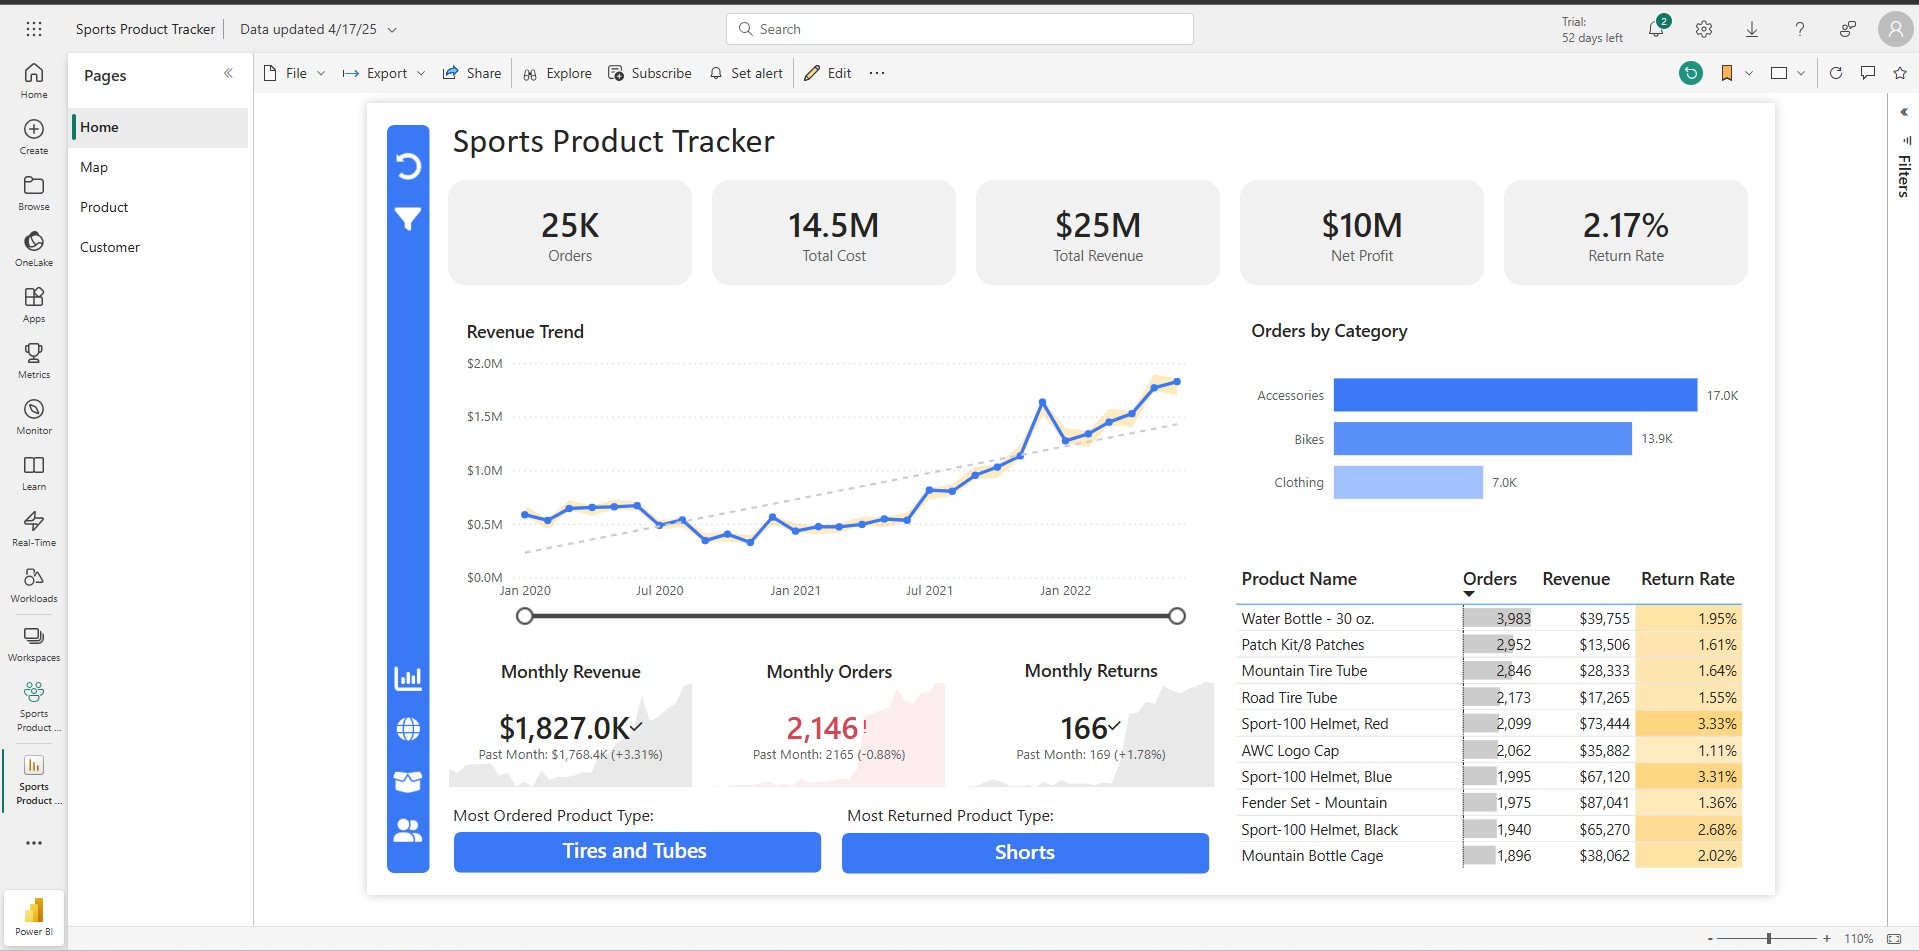 Sports Product Tracker
Data updated 4/17/25
Search
Trial:
52 days left
2
Home
Create
Browse
OneLake
Apps
Metrics
Monitor
Learn
Real-Time
Workloads
Workspaces
Sports
Product ...
Sports
Product ...
Power BI
Pages
Home
Map
Product
Customer
File
Export
Share
Explore
Subscribe
Set alert
Edit
Filters
Sports Product Tracker
25K
Orders
14.5M
Total Cost
$25M
Total Revenue
$10M
Net Profit
2.17%
Return Rate
Revenue Trend
$2.0M
$1.5M
$1.0M
$0.5M
$0.0M
Jan 2020 Jul 2020 Jan 2021 Jul 2021 Jan 2022
Orders by Category
Accessories 17.0K
Bikes 13.9K
Clothing 7.0K
Monthly Revenue
$1,827.0K
Past Month: $1,768.4K (+3.31%)
Monthly Orders
2,146!
Past Month: 2165 (-0.88%)
Monthly Returns
166
Past Month: 169 (+1.78%)
Most Ordered Product Type:
Tires and Tubes
Most Returned Product Type:
Shorts
Product Name Orders Revenue Return Rate
Water Bottle - 30 oz. 3,983 $39,755 1.95%
Patch Kit/8 Patches 2,952 $13,506 1.61%
Mountain Tire Tube 2,846 $28,333 1.64%
Road Tire Tube 2,173 $17,265 1.55%
Sport-100 Helmet, Red 2,099 $73,444 3.33%
AWC Logo Cap 2,062 $35,882 1.11%
Sport-100 Helmet, Blue 1,995 $67,120 3.31%
Fender Set - Mountain 1,975 $87,041 1.36%
Sport-100 Helmet, Black 1,940 $65,270 2.68%
Mountain Bottle Cage 1,896 $38,062 2.02%
- + 110%